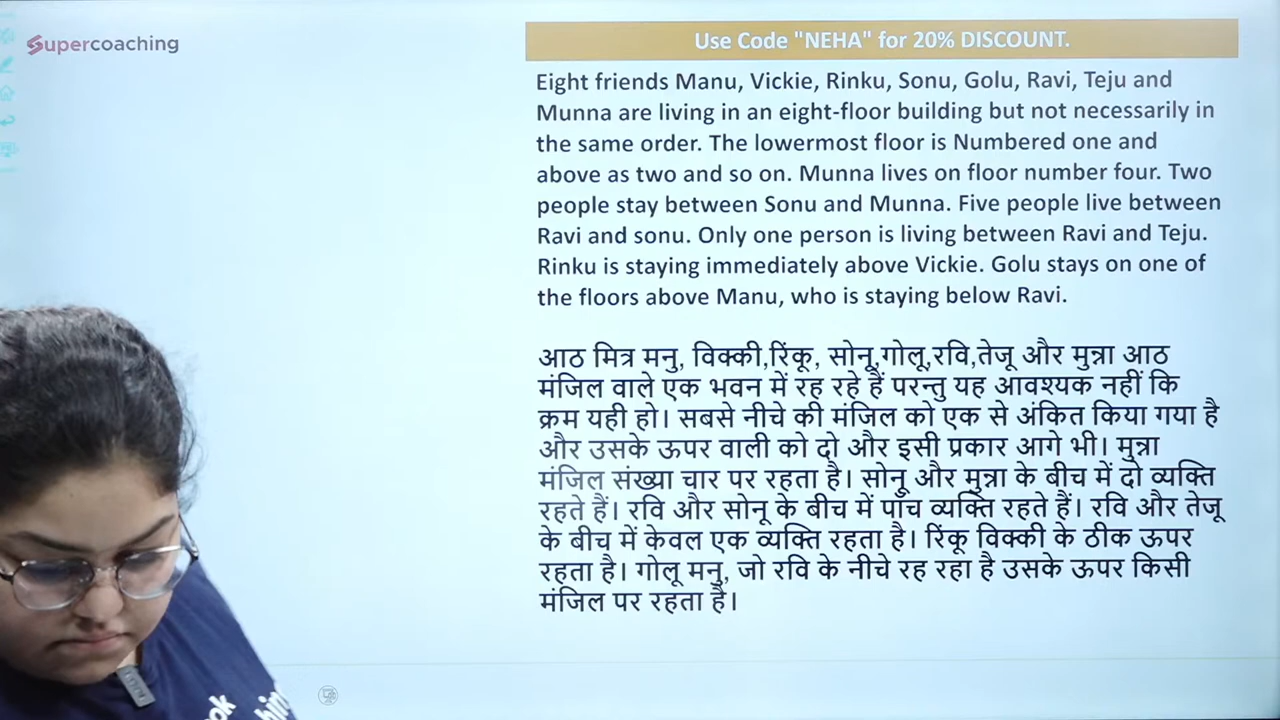 Supercoaching
Use Code "NEHA" for 20% DISCOUNT.
Eight friends Manu, Vickie, Rinku, Sonu, Golu, Ravi, Teju and
Munna are living in an eight-floor building but not necessarily in
the same order. The lowermost floor is Numbered one and
above as two and so on. Munna lives on floor number four. Two
people stay between Sonu and Munna. Five people live between
Ravi and sonu. Only one person is living between Ravi and Teju.
Rinku is staying immediately above Vickie. Golu stays on one of
the floors above Manu, who is staying below Ravi.
आठ मित्र मनु, विक्की,रिंकू, सोनू,गोलू,रवि,तेजू और मुन्ना आठ
मंजिल वाले एक भवन में रह रहे हैं परन्तु यह आवश्यक नहीं कि
क्रम यही हो। सबसे नीचे की मंजिल को एक से अंकित किया गया है
और उसके ऊपर वाली को दो और इसी प्रकार आगे भी। मुन्ना
मंजिल संख्या चार पर रहता है। सोनू और मुन्ना के बीच में दो व्यक्ति
रहते हैं। रवि और सोनू के बीच में पाँच व्यक्ति रहते हैं। रवि और तेजू
के बीच में केवल एक व्यक्ति रहता है। रिंकू विक्की के ठीक ऊपर
रहता है। गोलू मनु, जो रवि के नीचे रह रहा है उसके ऊपर किसी
मंजिल पर रहता है।